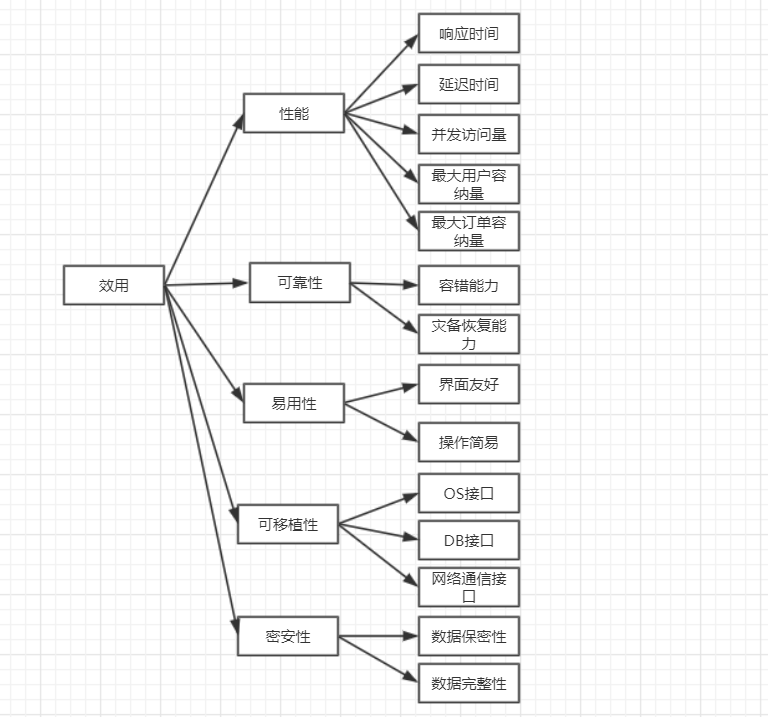 响应时间
延迟时间
性能
并发访问量
最大用户容
纳量
最大订单容
纳量
效用
可靠性
容错能力
灾备恢复能
力
易用性
界面友好
操作简易
可移植性
OS接口
DB接口
网络通信接
口
密安性
数据保密性
数据完整性